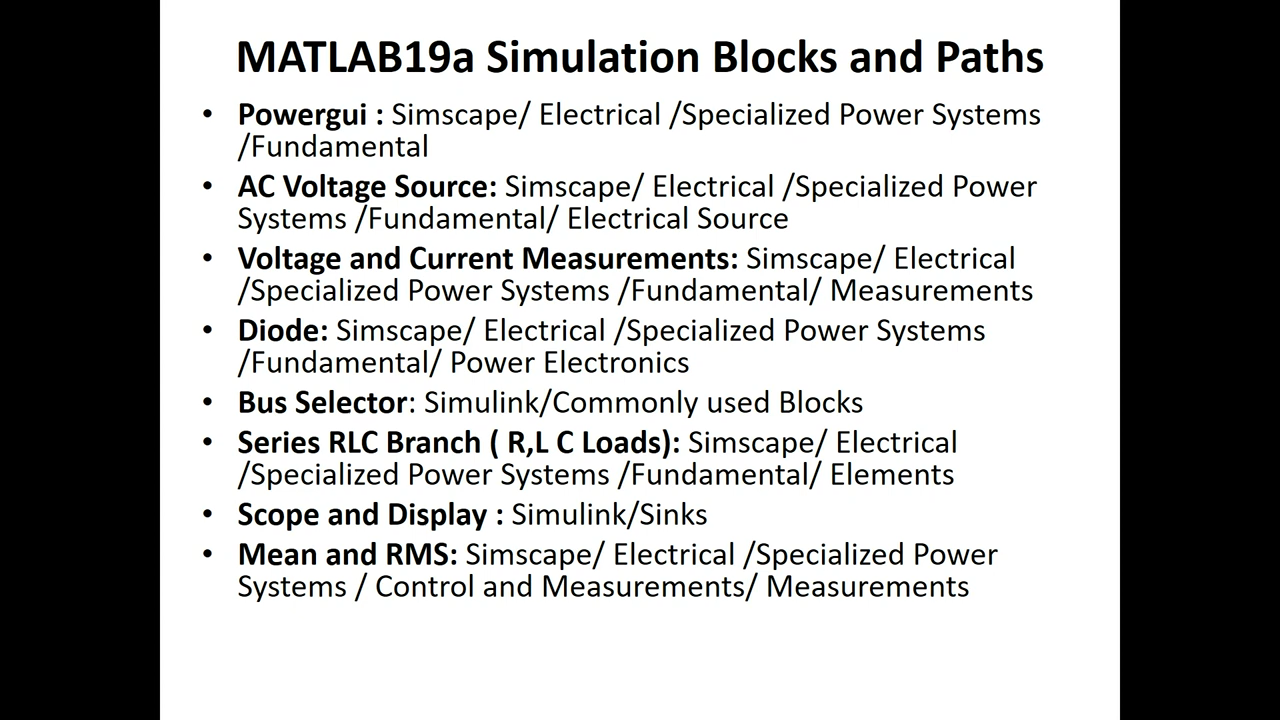 MATLAB19a Simulation Blocks and Paths
• Powergui : Simscape/ Electrical /Specialized Power Systems
/Fundamental
• AC Voltage Source: Simscape/ Electrical /Specialized Power
Systems /Fundamental/ Electrical Source
• Voltage and Current Measurements: Simscape/ Electrical
/Specialized Power Systems /Fundamental/ Measurements
• Diode: Simscape/ Electrical /Specialized Power Systems
/Fundamental/ Power Electronics
• Bus Selector: Simulink/Commonly used Blocks
• Series RLC Branch ( R,L C Loads): Simscape/ Electrical
/Specialized Power Systems /Fundamental/ Elements
• Scope and Display : Simulink/Sinks
• Mean and RMS: Simscape/ Electrical /Specialized Power
Systems / Control and Measurements/ Measurements